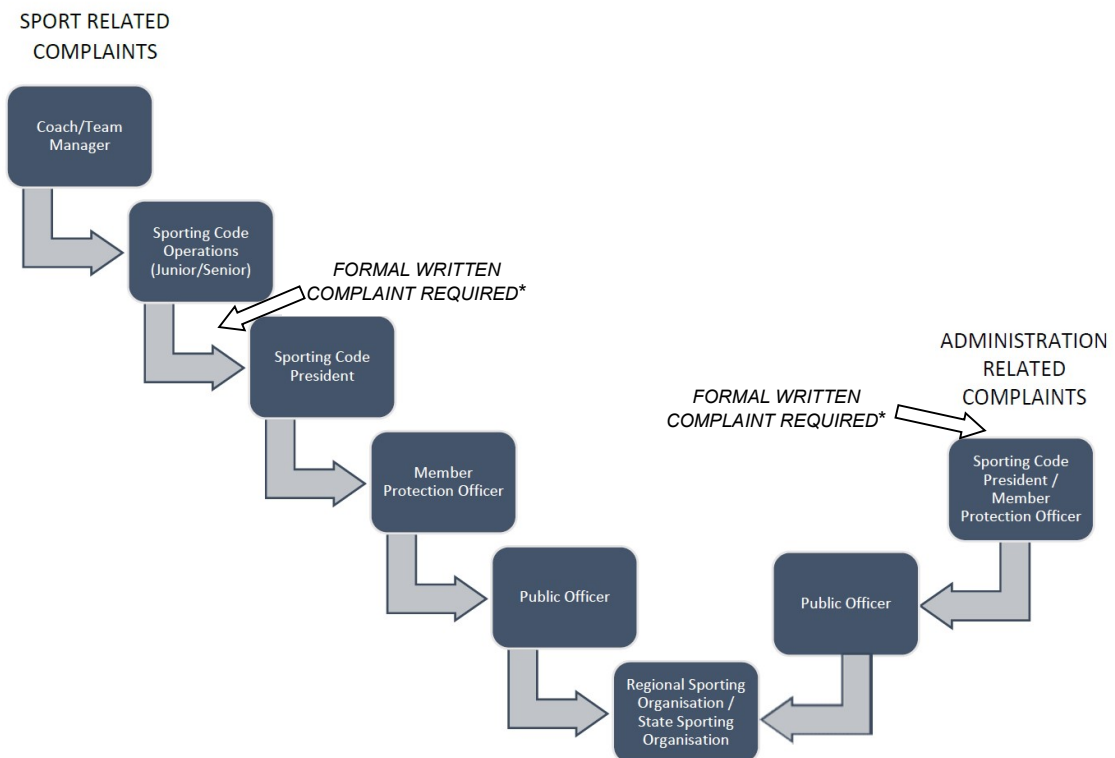 SPORT RELATED
COMPLAINTS
Coach/Team
Manager
Sporting Code
Operations
(Junior/Senior)
FORMAL WRITTEN
COMPLAINT REQUIRED*
Sporting Code
President
Member
Protection Officer
Public Officer
Regional Sporting
Organisation /
State Sporting
Organisation
ADMINISTRATION
RELATED
COMPLAINTS
FORMAL WRITTEN
COMPLAINT REQUIRED*
Sporting Code
President /
Member
Protection Officer
Public Officer